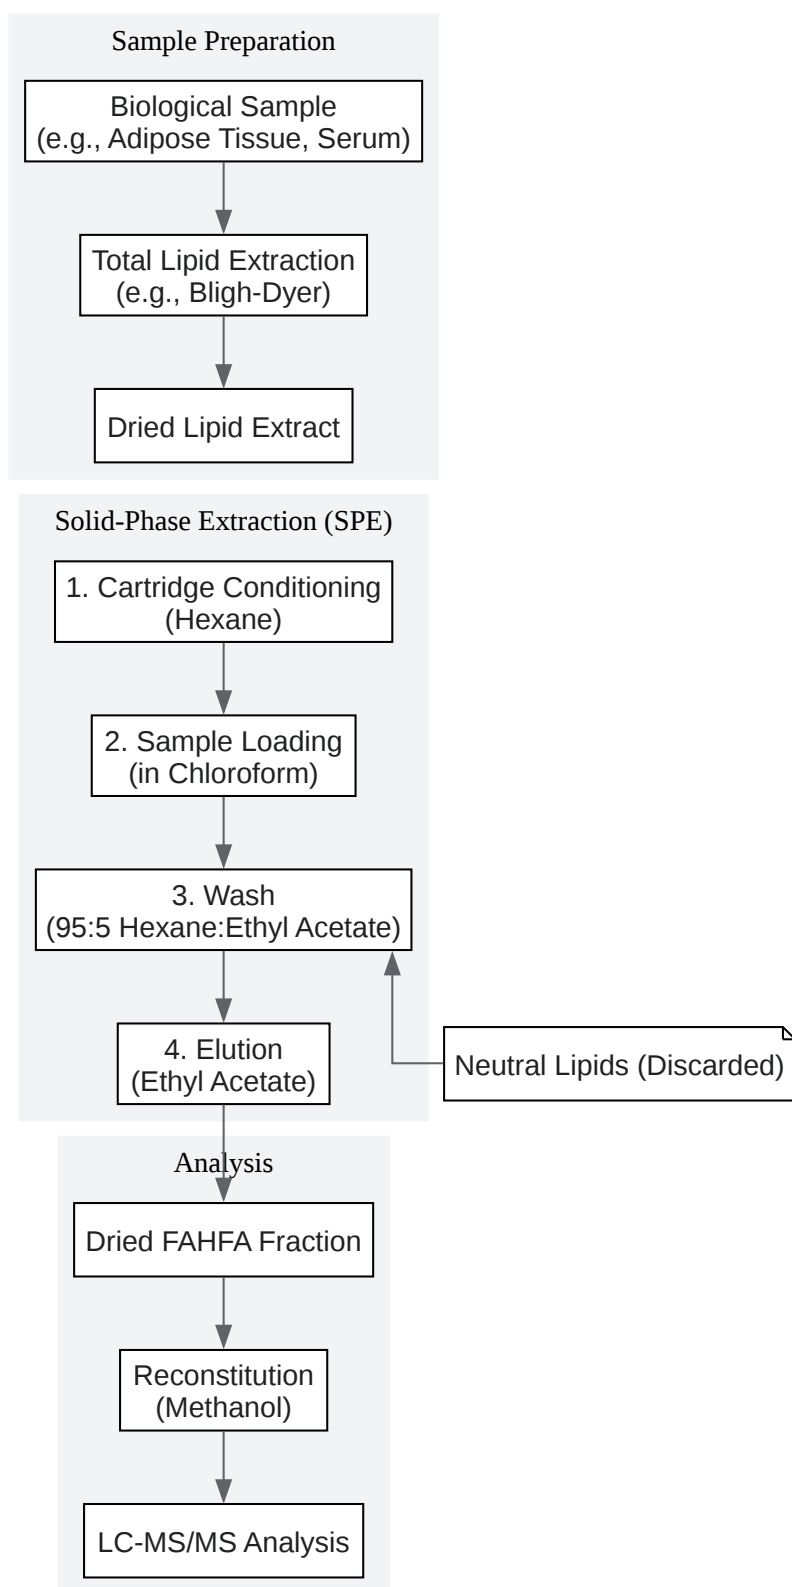 Sample Preparation
Biological Sample
(e.g., Adipose Tissue, Serum)
Total Lipid Extraction
(e.g., Bligh-Dyer)
Dried Lipid Extract
Solid-Phase Extraction (SPE)
1. Cartridge Conditioning
(Hexane)
2. Sample Loading
(in Chloroform)
3. Wash
(95:5 Hexane:Ethyl Acetate)
4. Elution
(Ethyl Acetate)
Neutral Lipids (Discarded)
Analysis
Dried FAHFA Fraction
Reconstitution
(Methanol)
LC-MS/MS Analysis